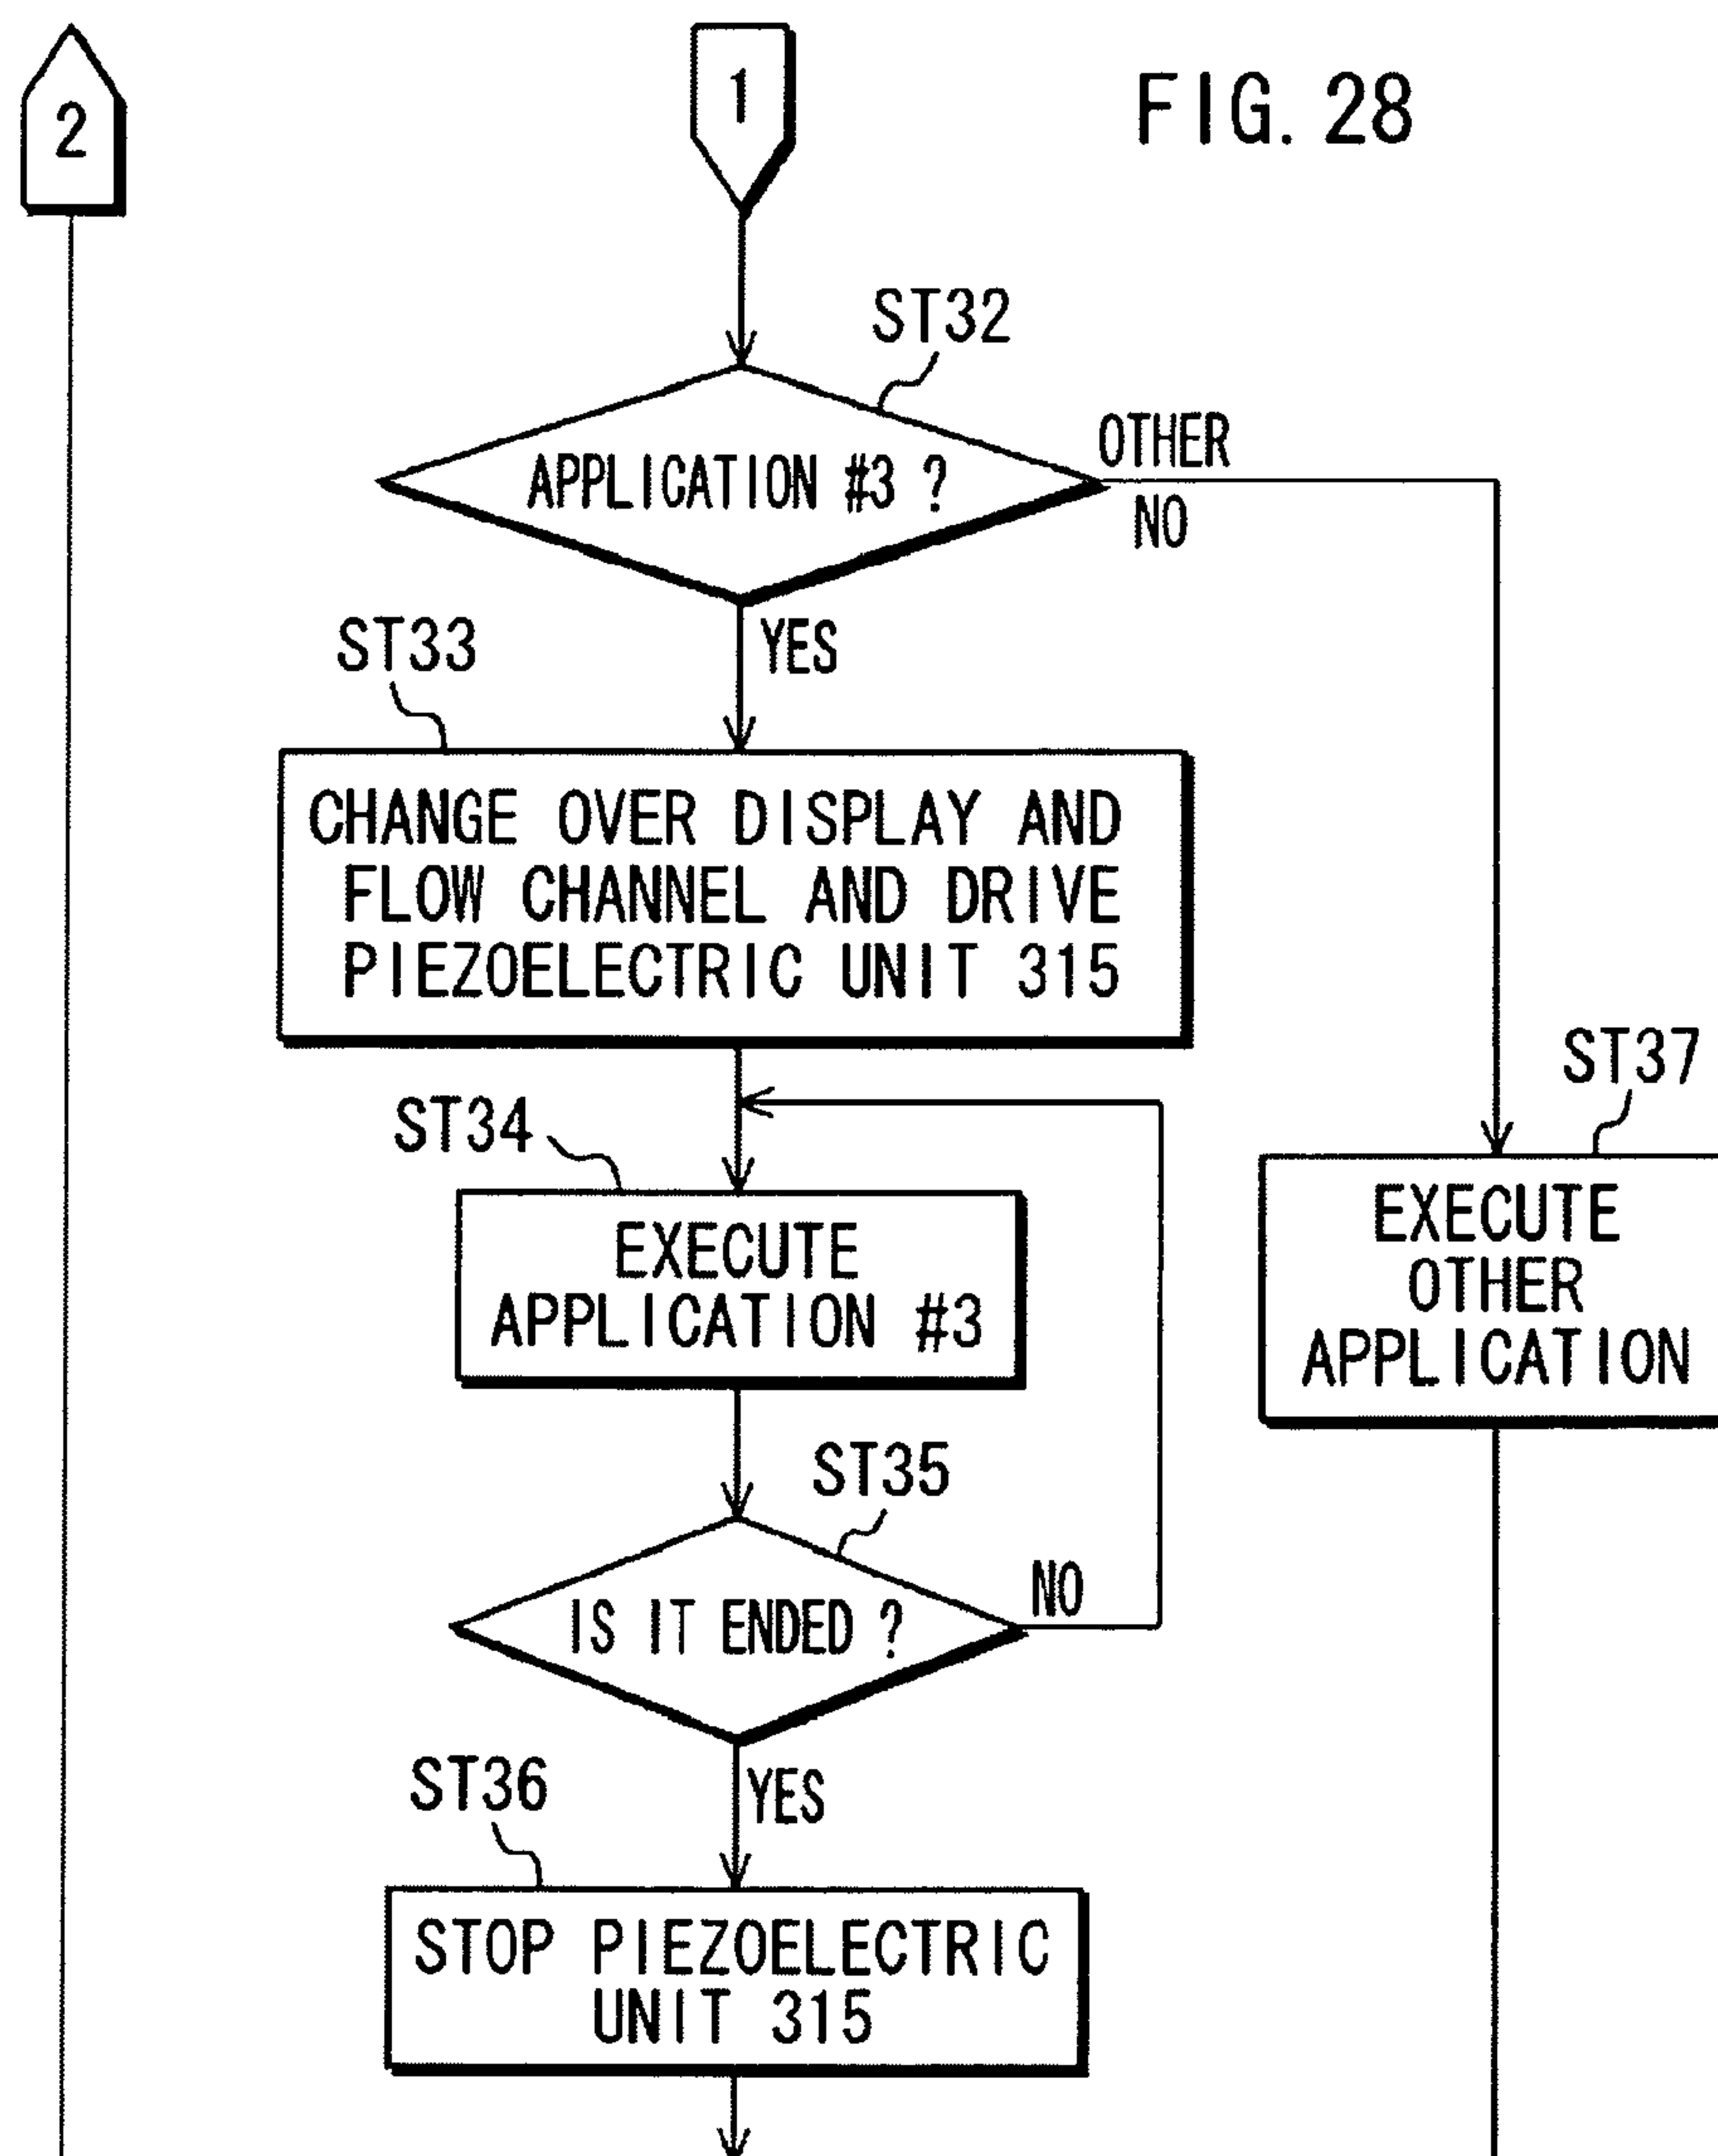 2
1
FIG. 28
ST32
APPLICATION #3 ?
OTHER
NO
YES
ST33
CHANGE OVER DISPLAY AND
FLOW CHANNEL AND DRIVE
PIEZOELECTRIC UNIT 315
ST34
EXECUTE
APPLICATION #3
ST37
EXECUTE
OTHER
APPLICATION
ST35
IS IT ENDED ?
NO
YES
ST36
STOP PIEZOELECTRIC
UNIT 315